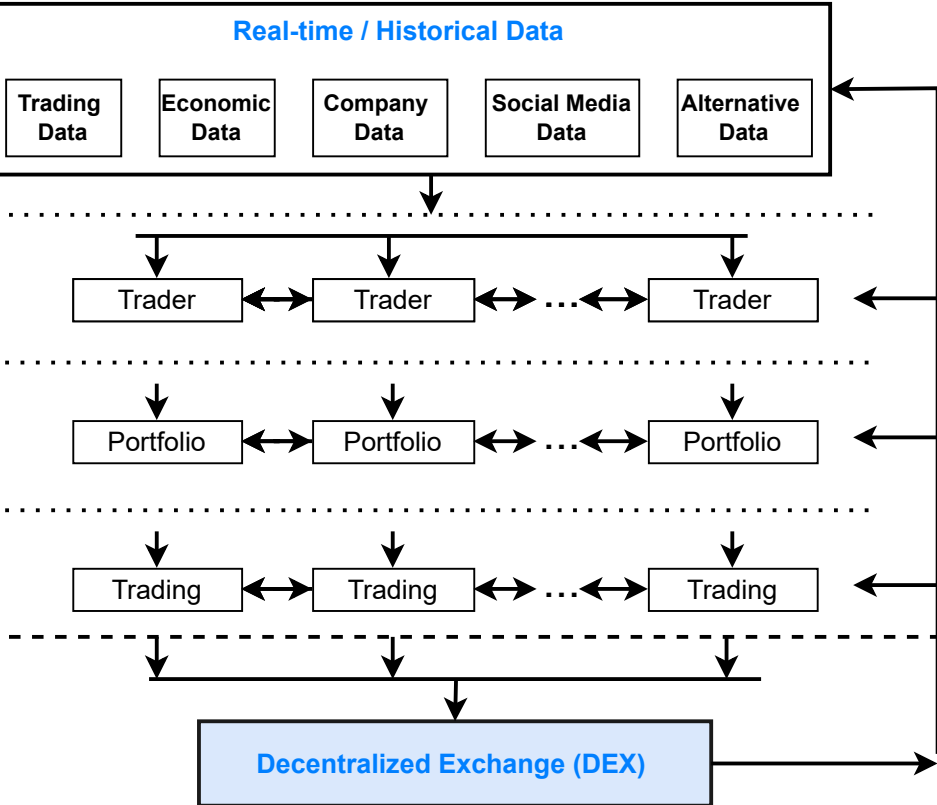 Real-time / Historical Data
Trading Data
Economic Data
Company Data
Social Media Data
Alternative Data
Trader
Trader
...
Trader
Portfolio
Portfolio
...
Portfolio
Trading
Trading
...
Trading
Decentralized Exchange (DEX)